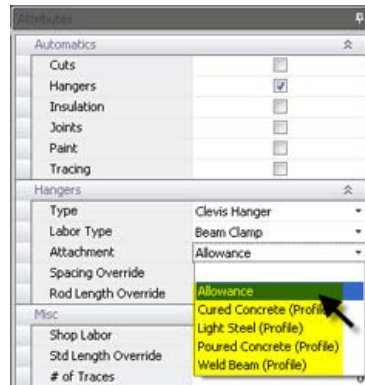 Attributes
Automatics
Cuts
Hangers
Insulation
Joints
Paint
Tracing
Hangers
Type Clevis Hanger
Labor Type Beam Clamp
Attachment Allowance
Spacing Override
Rod Length Override
Allowance
Cured Concrete (Profile
Light Steel (Profile)
Poured Concrete (Profile)
Weld Beam (Profile)
Misc
Shop Labor
Std Length Override
# of Traces 0